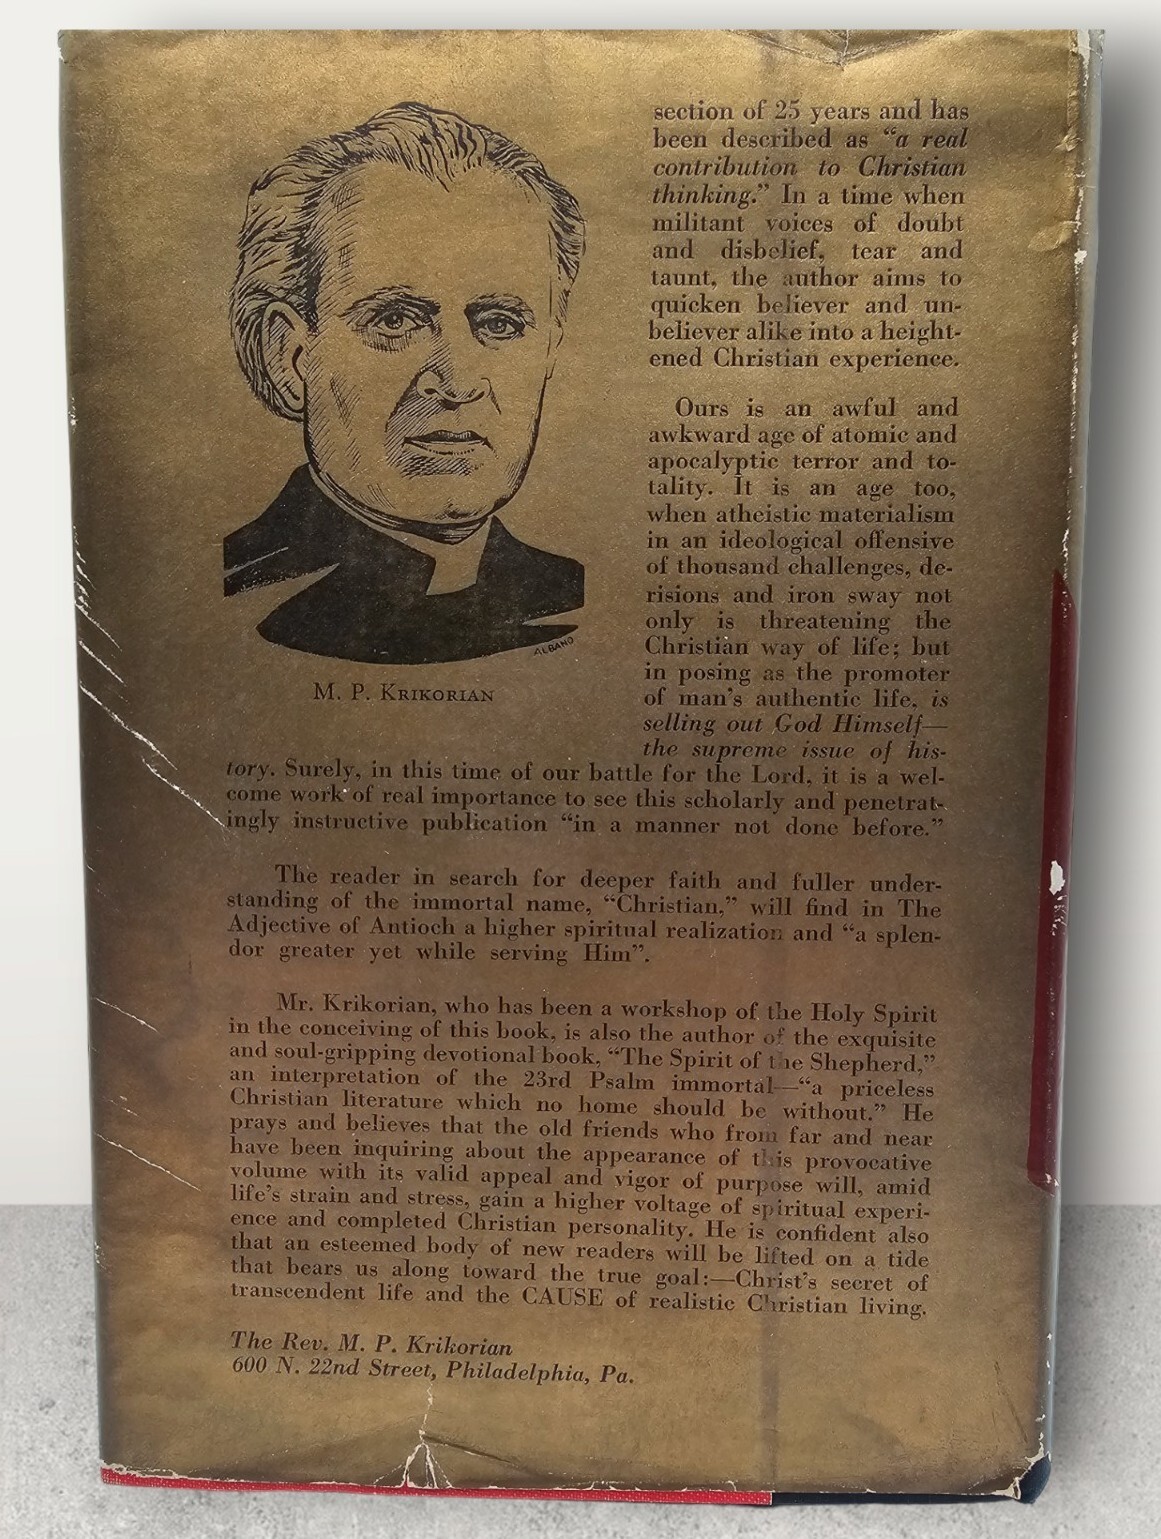 section of 25 years and has
been described as “a real
contribution to Christian
thinking.” In a time when
militant voices of doubt
and disbelief, tear and
taunt, the author aims to
quicken believer and un-
believer alike into a height-
ened Christian experience.
Ours is an awful and
awkward age of atomic and
apocalyptic terror and to-
tality. It is an age too,
when atheistic materialism
in an ideological offensive
of thousand challenges, de-
risions and iron sway not
only is threatening the
Christian way of life; but
in posing as the promoter
of man’s authentic life, is
selling out God Himself—
the supreme issue of his-
tory. Surely, in this time of our battle for the Lord, it is a wel-
come work of real importance to see this scholarly and penetrat-
ingly instructive publication “in a manner not done before.”
ALBANO
M. P. KRIKORIAN
The reader in search for deeper faith and fuller under-
standing of the immortal name, “Christian,” will find in The
Adjective of Antioch a higher spiritual realization and “a splen-
dor greater yet while serving Him”.
Mr. Krikorian, who has been a workshop of the Holy Spirit
in the conceiving of this book, is also the author of the exquisite
and soul-gripping devotional book, “The Spirit of the Shepherd,”
an interpretation of the 23rd Psalm immortal—“a priceless
Christian literature which no home should be without.” He
prays and believes that the old friends who from far and near
have been inquiring about the appearance of this provocative
volume with its valid appeal and vigor of purpose will, amid
life’s strain and stress, gain a higher voltage of spiritual experi-
ence and completed Christian personality. He is confident also
that an esteemed body of new readers will be lifted on a tide
that bears us along toward the true goal:—Christ’s secret of
transcendent life and the CAUSE of realistic Christian living.
The Rev. M. P. Krikorian
600 N. 22nd Street, Philadelphia, Pa.